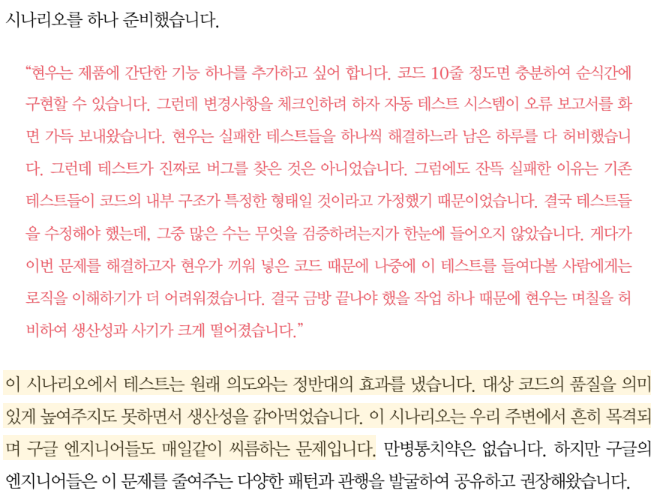 시나리오를 하나 준비했습니다.
“현우는 제품에 간단한 기능 하나를 추가하고 싶어 합니다. 코드 10줄 정도면 충분하여 순식간에
구현할 수 있습니다. 그런데 변경사항을 체크인하려 하자 자동 테스트 시스템이 오류 보고서를 화
면 가득 보내왔습니다. 현우는 실패한 테스트들을 하나씩 해결하느라 남은 하루를 다 허비했습니
다. 그런데 테스트가 진짜로 버그를 찾은 것은 아니었습니다. 그럼에도 잔뜩 실패한 이유는 기존
테스트들이 코드의 내부 구조가 특정한 형태일 것이라고 가정했기 때문이었습니다. 결국 테스트들
을 수정해야 했는데, 그중 많은 수는 무엇을 검증하려는지가 한눈에 들어오지 않았습니다. 게다가
이번 문제를 해결하고자 현우가 끼워 넣은 코드 때문에 나중에 이 테스트를 들여다볼 사람에게는
로직을 이해하기가 더 어려워졌습니다. 결국 금방 끝나야 했을 작업 하나 때문에 현우는 며칠을 허
비하여 생산성과 사기가 크게 떨어졌습니다.”
이 시나리오에서 테스트는 원래 의도와는 정반대의 효과를 냈습니다. 대상 코드의 품질을 의미
있게 높여주지도 못하면서 생산성을 갉아먹었습니다. 이 시나리오는 우리 주변에서 흔히 목격되
며 구글 엔지니어들도 매일같이 씨름하는 문제입니다. 만병통치약은 없습니다. 하지만 구글의
엔지니어들은 이 문제를 줄여주는 다양한 패턴과 관행을 발굴하여 공유하고 권장해왔습니다.